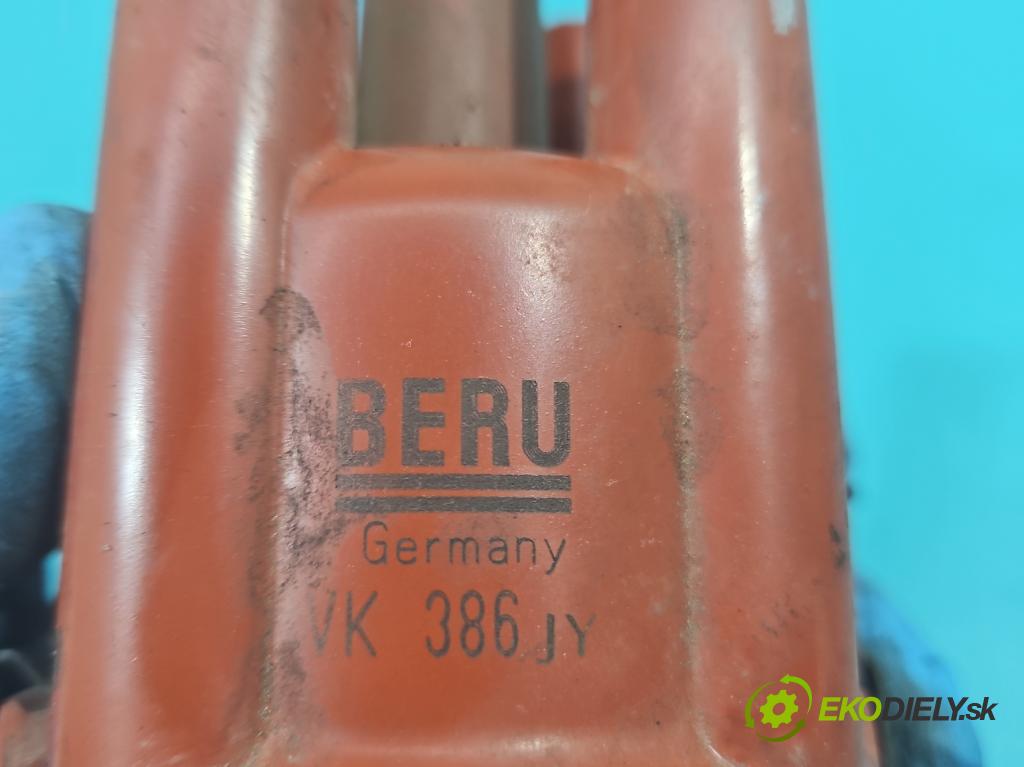 BERU
Germany
VK 386 JY
EKODIELY.sk